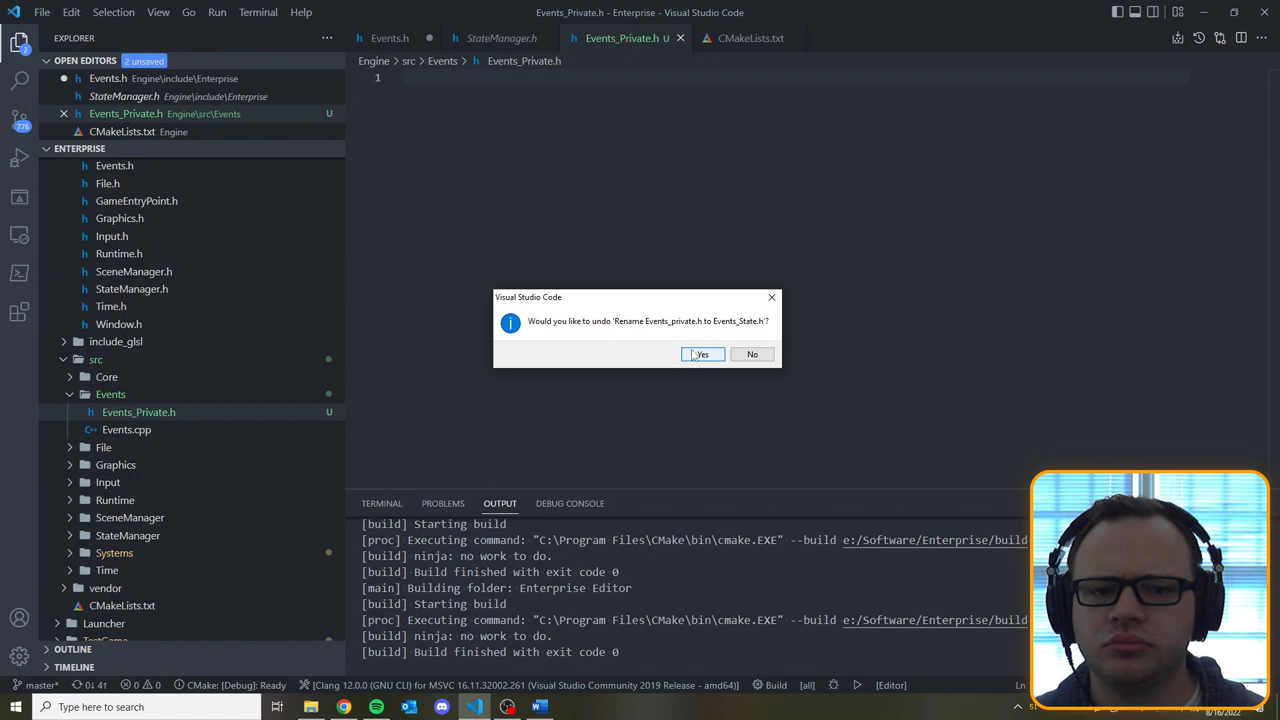 File Edit Selection View Go Run Terminal Help
Events_Private.h - Enterprise - Visual Studio Code
EXPLORER
Events.h
StateManager.h
Events_Private.h U
CMakeLists.txt
OPEN EDITORS 2 unsaved
Engine > src > Events > Events_Private.h
Events.h Engine\include\Enterprise
StateManager.h Engine\include\Enterprise
Events_Private.h Engine\src\Events U
CMakeLists.txt Engine
1
ENTERPRISE
Events.h
File.h
GameEntryPoint.h
Graphics.h
Input.h
Runtime.h
SceneManager.h
StateManager.h
Time.h
Window.h
include_glsl
src
Core
Events
Events_Private.h U
Events.cpp
File
Graphics
Input
Runtime
SceneManager
StateManager
Systems
Time
vendor
CMakeLists.txt
Launcher
TestGame
OUTLINE
TIMELINE
2
776
Visual Studio Code
Would you like to undo 'Rename Events_private.h to Events_State.h'?
Yes No
TERMINAL PROBLEMS OUTPUT DEBUG CONSOLE
[build] Starting build
[proc] Executing command: "C:\Program Files\CMake\bin\cmake.EXE" --build e:/Software/Enterprise/build
[build] ninja: no work to do.
[build] Build finished with exit code 0
[main] Building folder: Enterprise Editor
[build] Starting build
[proc] Executing command: "C:\Program Files\CMake\bin\cmake.EXE" --build e:/Software/Enterprise/build
[build] ninja: no work to do.
[build] Build finished with exit code 0
master* 0↓ 4↑ 0 0 CMake: [Debug]: Ready [Clang 12.0.0 (GNU CLI) for MSVC 16.11.32002.261 (Visual Studio Community 2019 Release - amd64)] Build [all] [Editor] Ln
Type here to search
8/16/2022